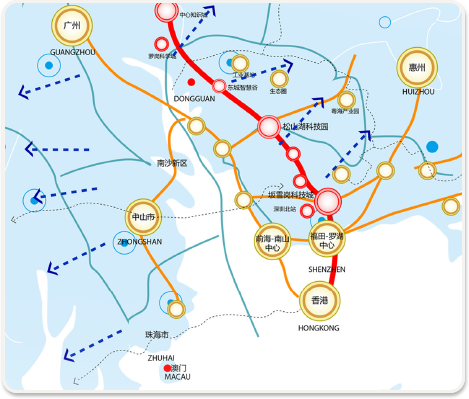 中心知识城
广州
GUANGZHOU
萝岗科学城
惠州
HUIZHOU
工业基地
东城智慧谷
生态圈
DONGGUAN
粤海产业园
松山湖科技园
南沙新区
坂雪岗科技城
深圳北站
中山市
ZHONGSHAN
前海-南山
中心
福田-罗湖
中心
SHENZHEN
香港
HONGKONG
珠海市
ZHUHAI
澳门
MACAU